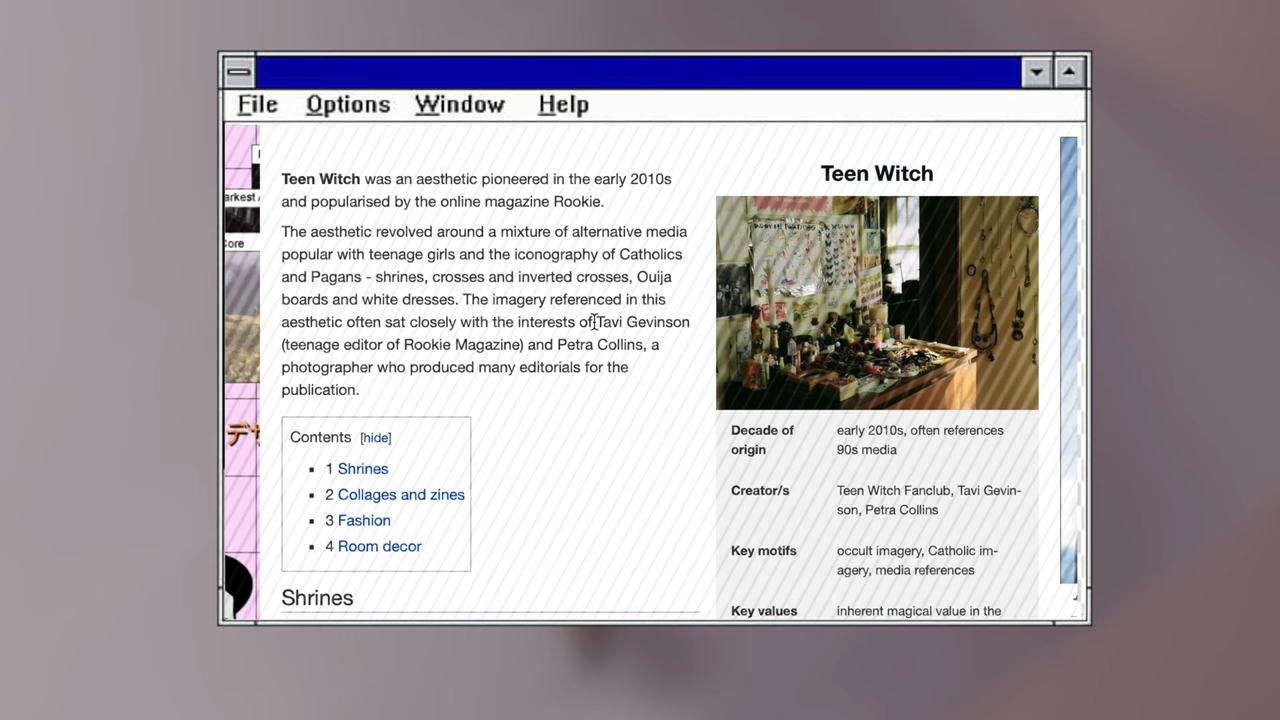 File Options Window Help
arkest
Core
デ
Teen Witch was an aesthetic pioneered in the early 2010s
and popularised by the online magazine Rookie.
The aesthetic revolved around a mixture of alternative media
popular with teenage girls and the iconography of Catholics
and Pagans - shrines, crosses and inverted crosses, Ouija
boards and white dresses. The imagery referenced in this
aesthetic often sat closely with the interests of Tavi Gevinson
(teenage editor of Rookie Magazine) and Petra Collins, a
photographer who produced many editorials for the
publication.
Contents [hide]
1 Shrines
2 Collages and zines
3 Fashion
4 Room decor
Shrines
Teen Witch
Decade of
origin
early 2010s, often references
90s media
Creator/s
Teen Witch Fanclub, Tavi Gevin-
son, Petra Collins
Key motifs
occult imagery, Catholic im-
agery, media references
Key values
inherent magical value in the